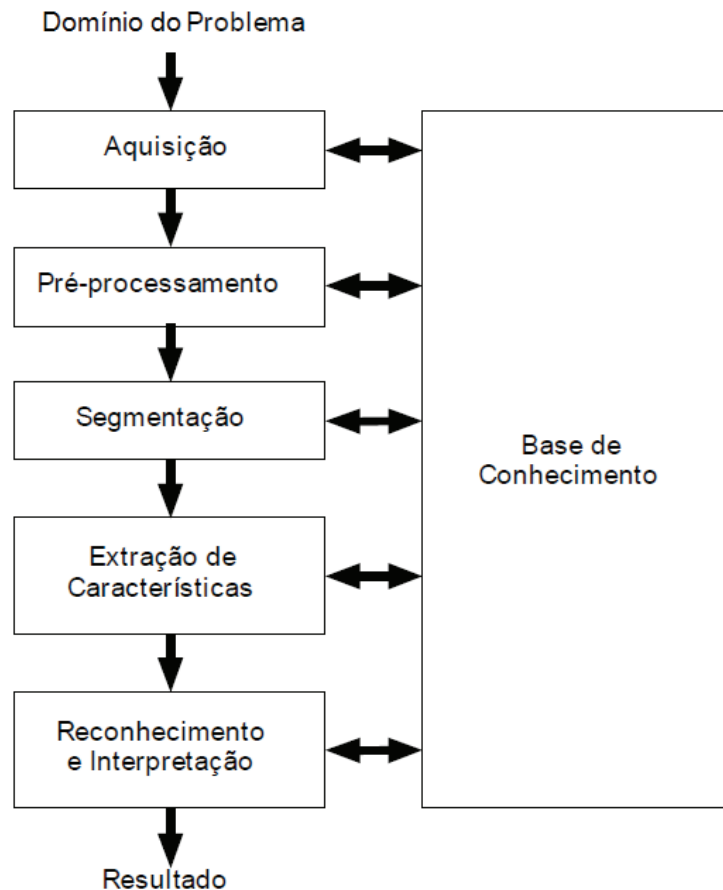 Domínio do Problema
Aquisição
Pré-processamento
Segmentação
Base de
Conhecimento
Extração de
Características
Reconhecimento
e Interpretação
Resultado